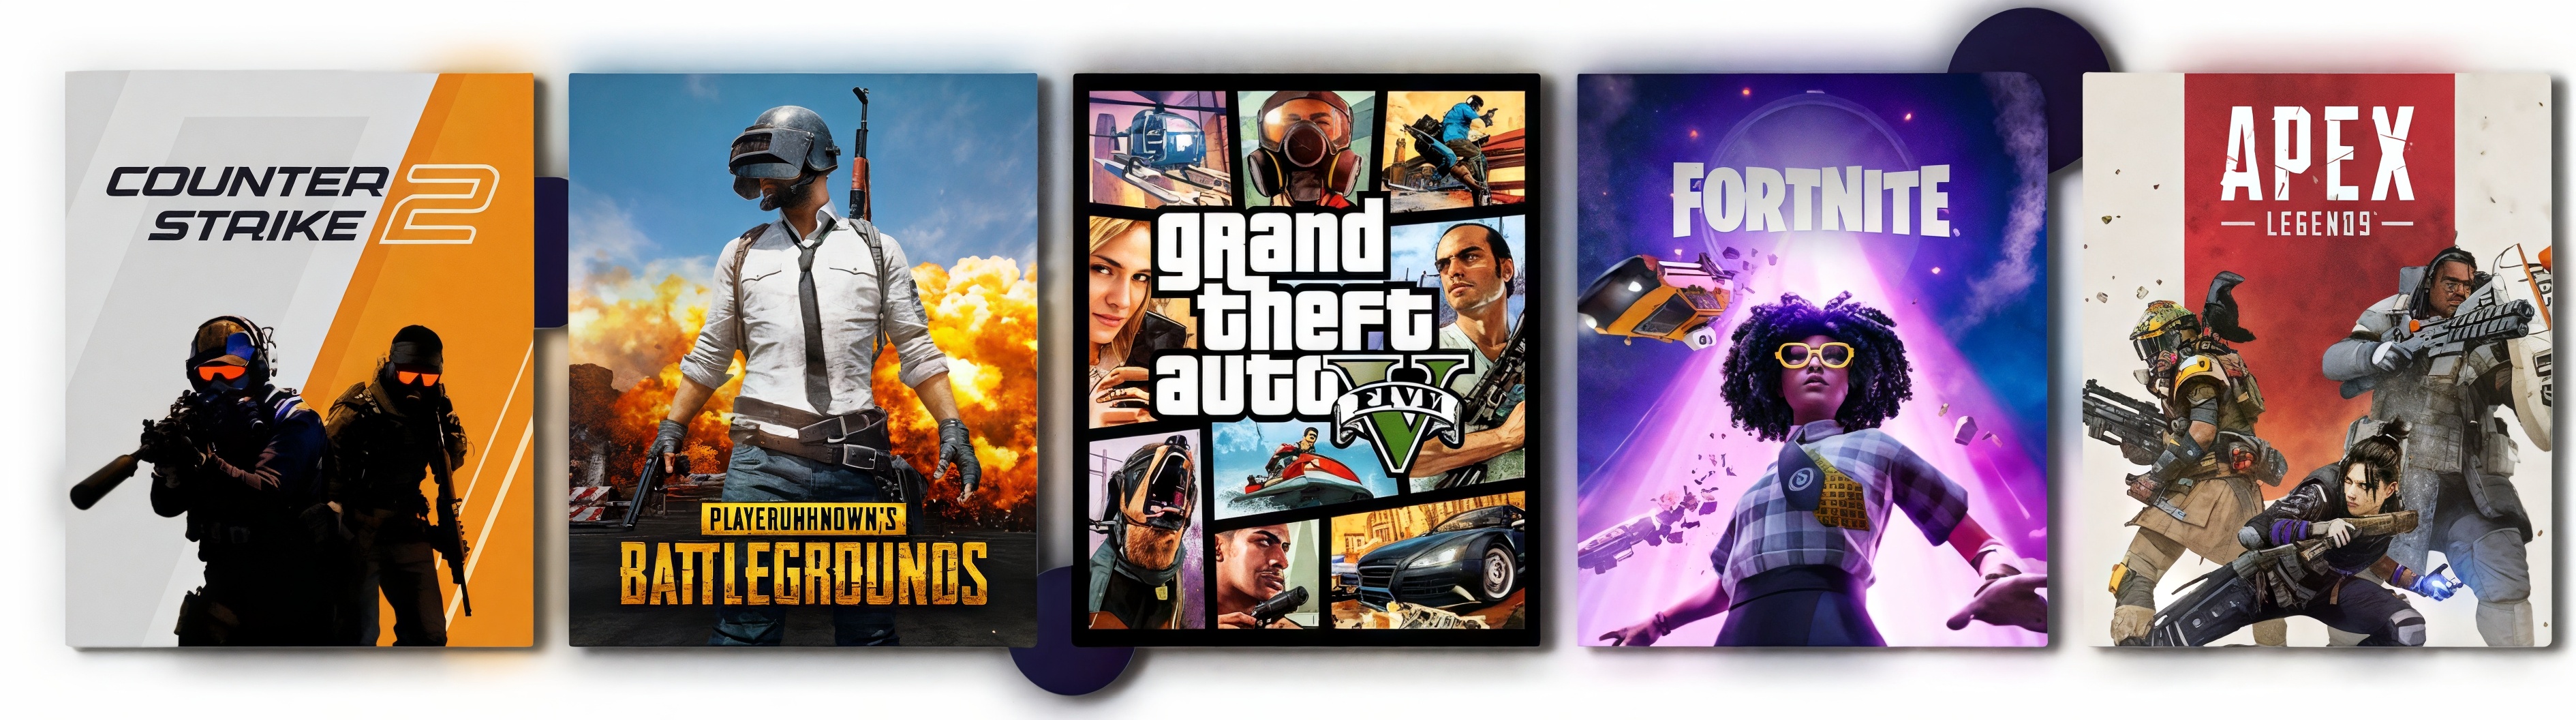 COUNTER
STRIKE 2
PLAYERUHHNOWN;S
BATTLEGROUNDS
grand
theft
auto
FIVE
V
FORTNITE
APEX
LEGENDS